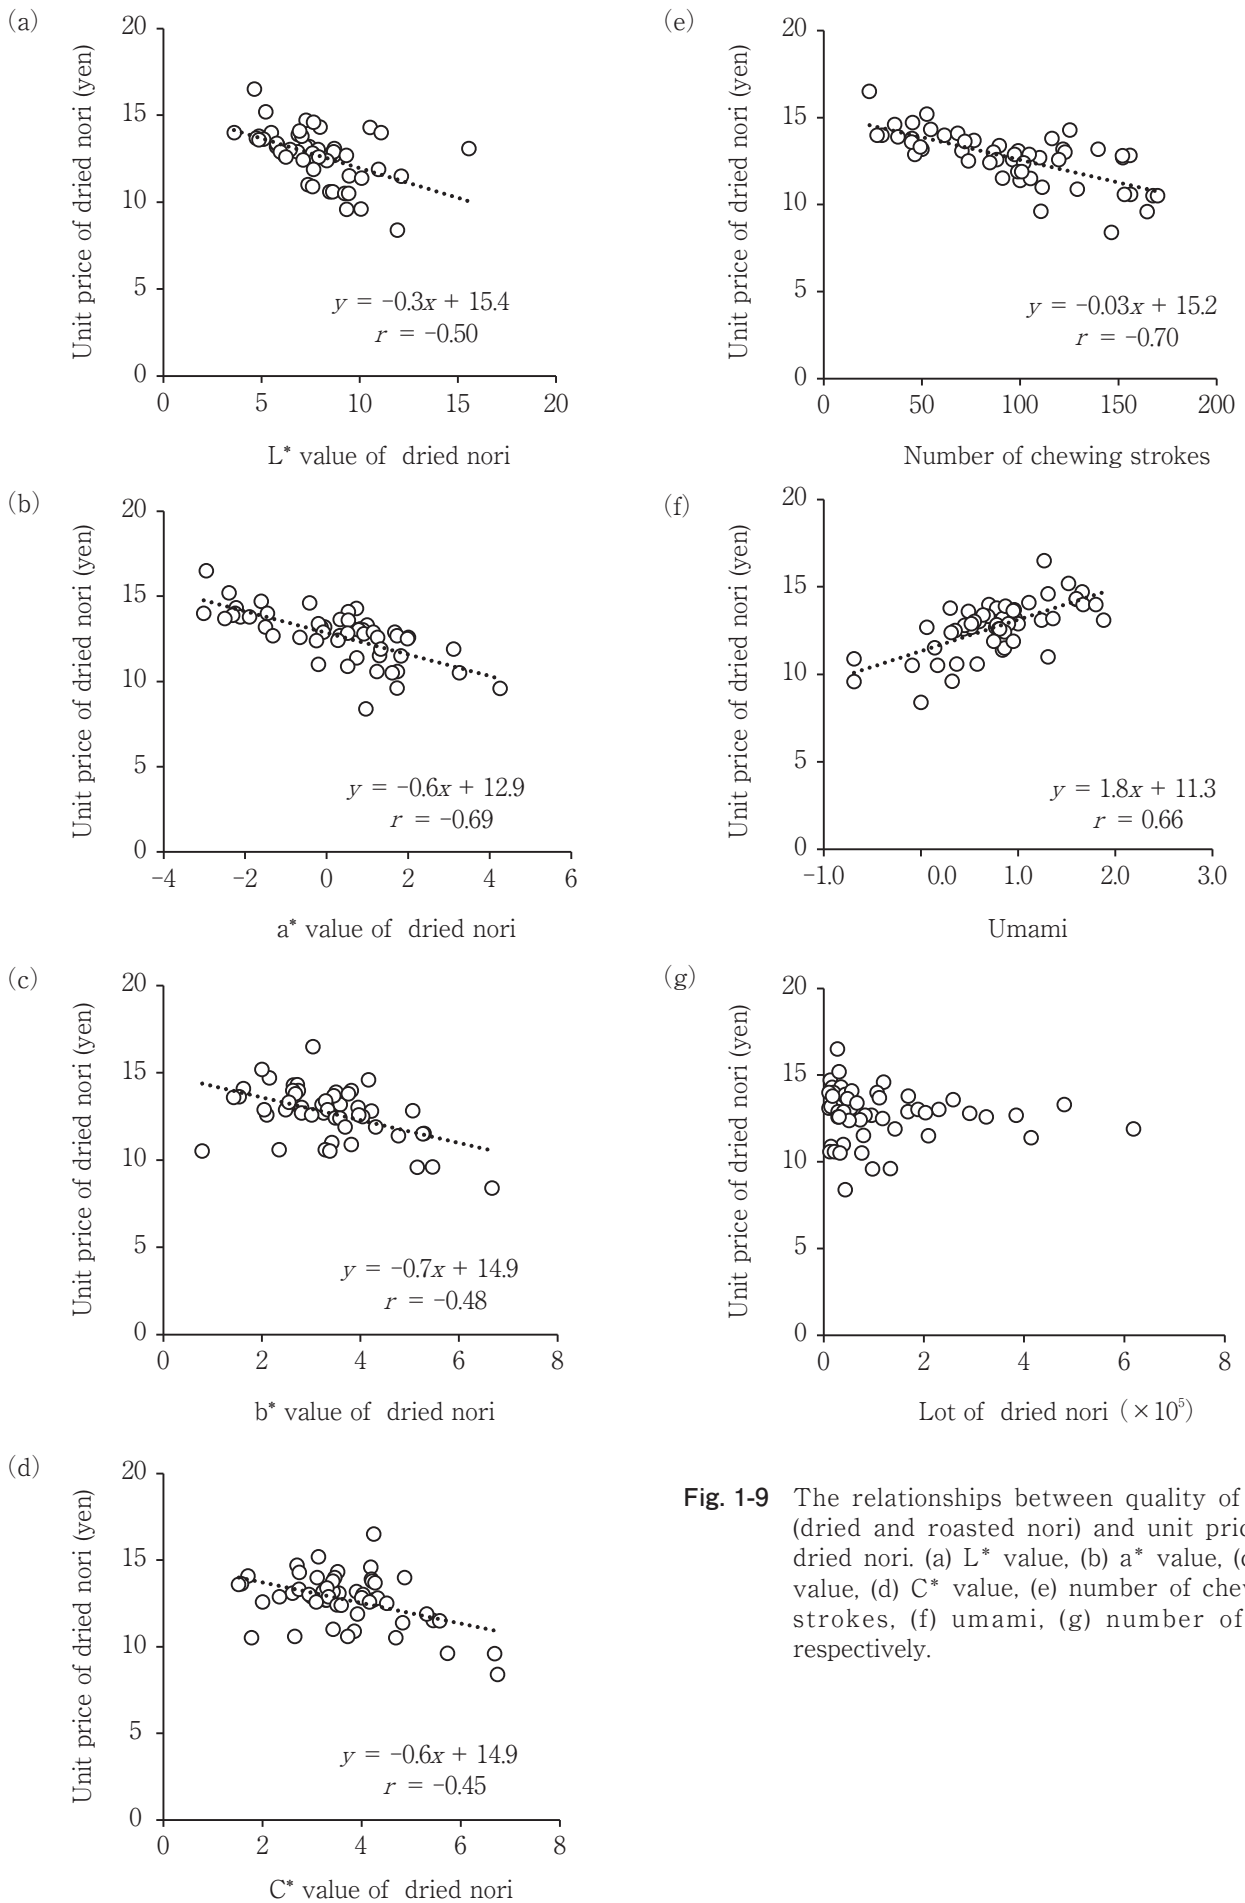 (a)
Unit price of dried nori (yen)
20
15
10
5
0
y = −0.3x + 15.4
r = −0.50
0 5 10 15 20
L* value of dried nori
(b)
Unit price of dried nori (yen)
20
15
10
5
0
y = −0.6x + 12.9
r = −0.69
−4 −2 0 2 4 6
a* value of dried nori
(c)
Unit price of dried nori (yen)
20
15
10
5
0
y = −0.7x + 14.9
r = −0.48
0 2 4 6 8
b* value of dried nori
(d)
Unit price of dried nori (yen)
20
15
10
5
0
y = −0.6x + 14.9
r = −0.45
0 2 4 6 8
C* value of dried nori
(e)
Unit price of dried nori (yen)
20
15
10
5
0
y = −0.03x + 15.2
r = −0.70
0 50 100 150 200
Number of chewing strokes
(f)
Unit price of dried nori (yen)
20
15
10
5
0
y = 1.8x + 11.3
r = 0.66
−1.0 0.0 1.0 2.0 3.0
Umami
(g)
Unit price of dried nori (yen)
20
15
10
5
0
0 2 4 6 8
Lot of dried nori (×10⁵)
Fig. 1-9 The relationships between quality of
(dried and roasted nori) and unit pric
dried nori. (a) L* value, (b) a* value, (c
value, (d) C* value, (e) number of
strokes, (f) umami, (g) number of
respectively.